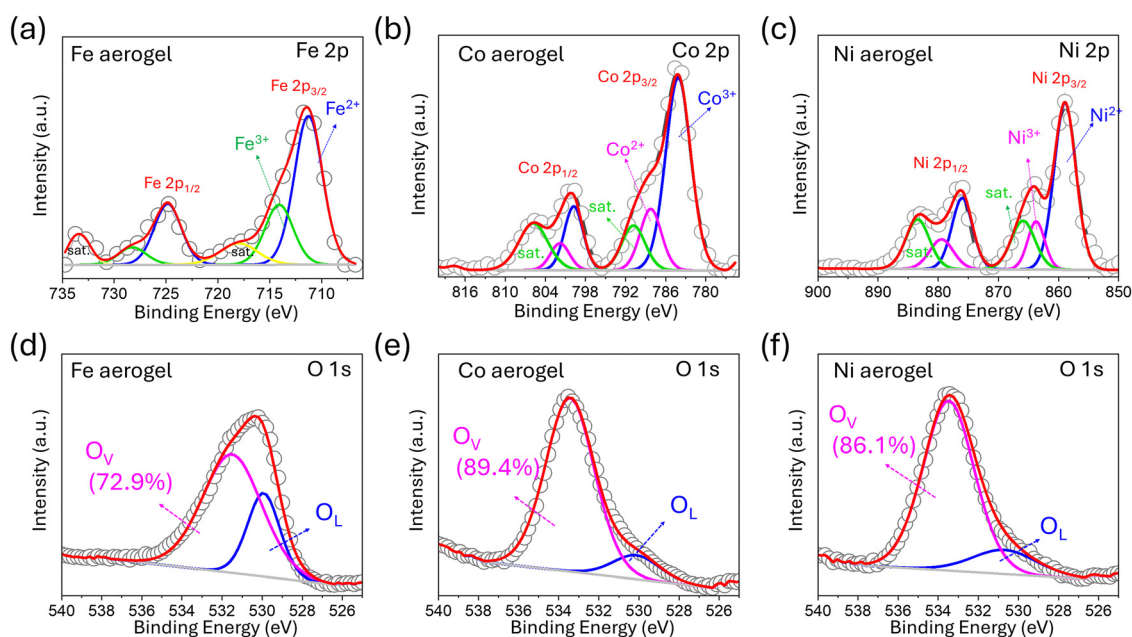 (a)
Fe aerogel
Fe 2p
Fe 2p3/2
Fe2+
Fe3+
Fe 2p1/2
sat.
sat.
Intensity (a.u.)
735 730 725 720 715 710
Binding Energy (eV)
(b)
Co aerogel
Co 2p
Co 2p3/2
Co3+
Co2+
Co 2p1/2
sat.
sat.
Intensity (a.u.)
816 810 804 798 792 786 780
Binding Energy (eV)
(c)
Ni aerogel
Ni 2p
Ni 2p3/2
Ni2+
Ni3+
Ni 2p1/2
sat.
sat.
Intensity (a.u.)
900 890 880 870 860 850
Binding Energy (eV)
(d)
Fe aerogel
O 1s
OV
(72.9%)
OL
Intensity (a.u.)
540 538 536 534 532 530 528 526
Binding Energy (eV)
(e)
Co aerogel
O 1s
OV
(89.4%)
OL
Intensity (a.u.)
540 538 536 534 532 530 528 526
Binding Energy (eV)
(f)
Ni aerogel
O 1s
OV
(86.1%)
OL
Intensity (a.u.)
540 538 536 534 532 530 528 526
Binding Energy (eV)